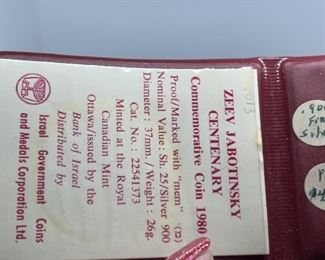 ZEEV JABOTINSKY
CENTENARY
Commemorative Coin 1980
Proof/Marked with "mem" (מ)
Nominal Value: Sh. 25/Silver 900
Diameter: 37mm. / Weight: 26g.
Cat. No.: 22541373
Minted at the Royal
Canadian Mint
Ottawa/issued by the
Bank of Israel
Distributed by
Israel Government Coins
and Medals Corporation Ltd.
900